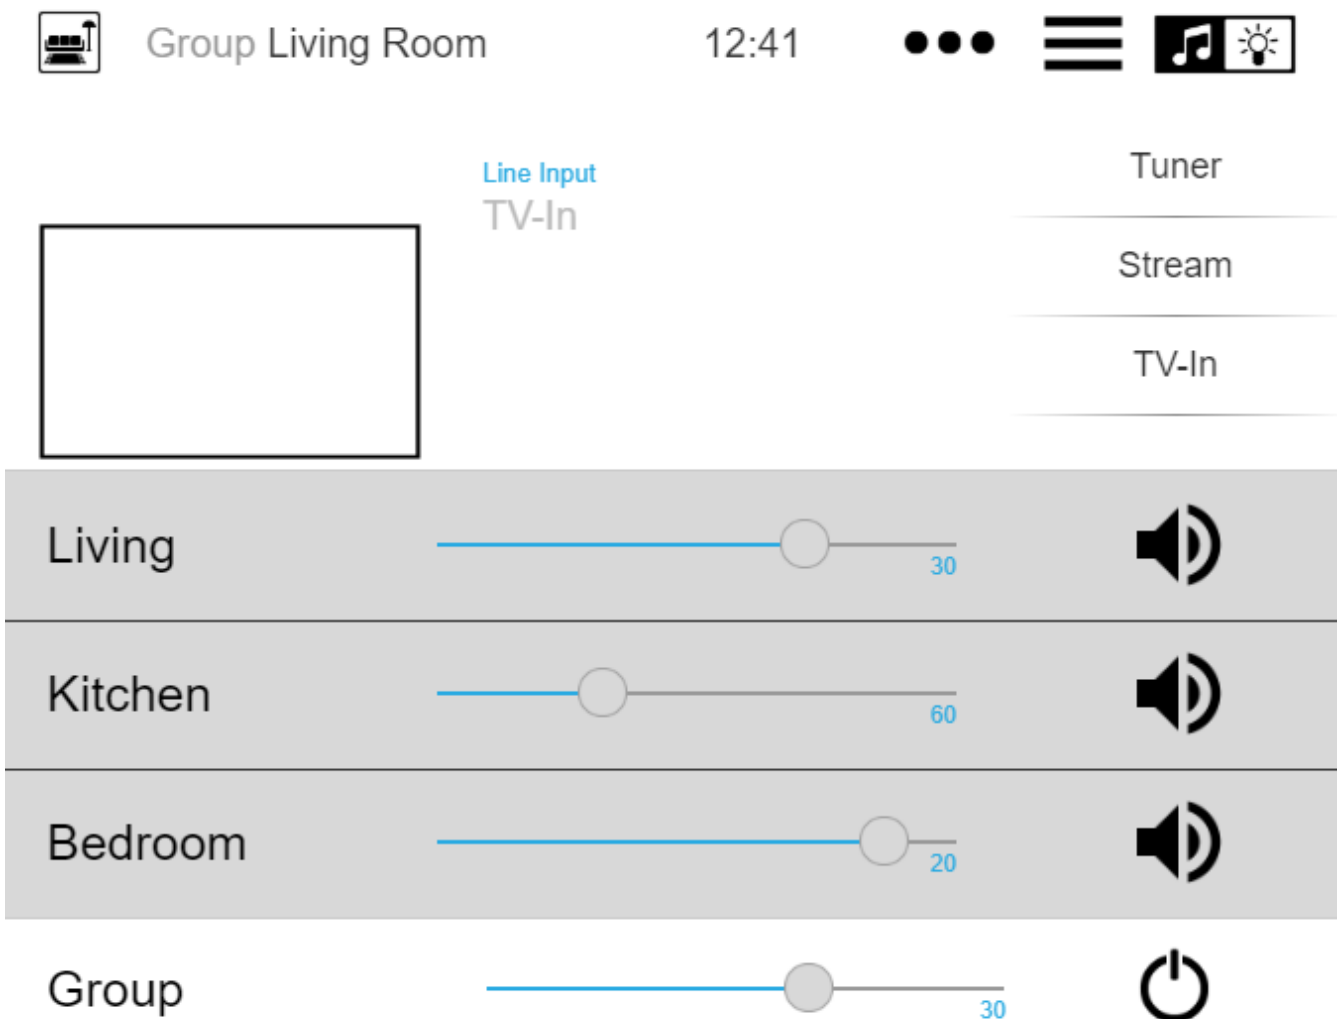 Group Living Room
12:41
Line Input
TV-In
Tuner
Stream
TV-In
Living
30
Kitchen
60
Bedroom
20
Group
30